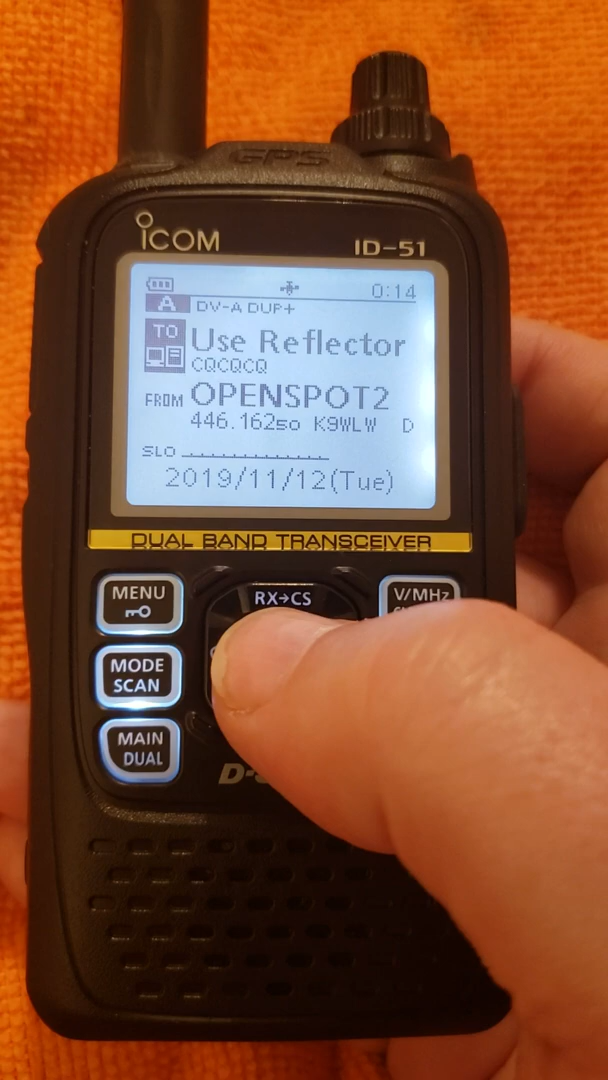 GPS
ICOM
ID-51
0:14
A DV-A DUP+
TO Use Reflector
CQCQCQ
FROM OPENSPOT2
446.16250 K9WLW D
SLO
2019/11/12(Tue)
DUAL BAND TRANSCEIVER
MENU
RX→CS
V/MHz
MODE
SCAN
MAIN
DUAL